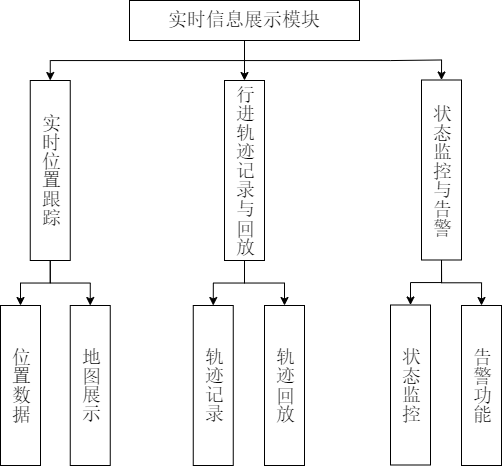 实时信息展示模块
实时位置跟踪
行进轨迹记录与回放
状态监控与告警
位置数据
地图展示
轨迹记录
轨迹回放
状态监控
告警功能